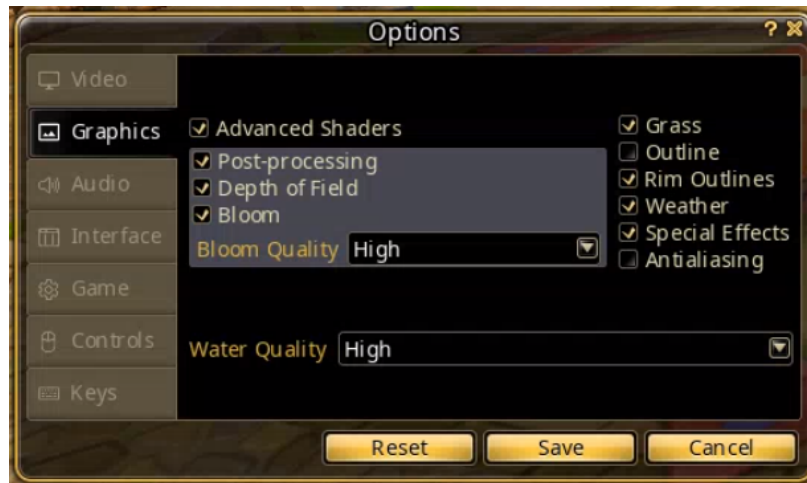 Options
?
Video
Graphics
Audio
Interface
Game
Controls
Keys
Advanced Shaders
Post-processing
Depth of Field
Bloom
Bloom Quality High
Grass
Outline
Rim Outlines
Weather
Special Effects
Antialiasing
Water Quality High
Reset Save Cancel